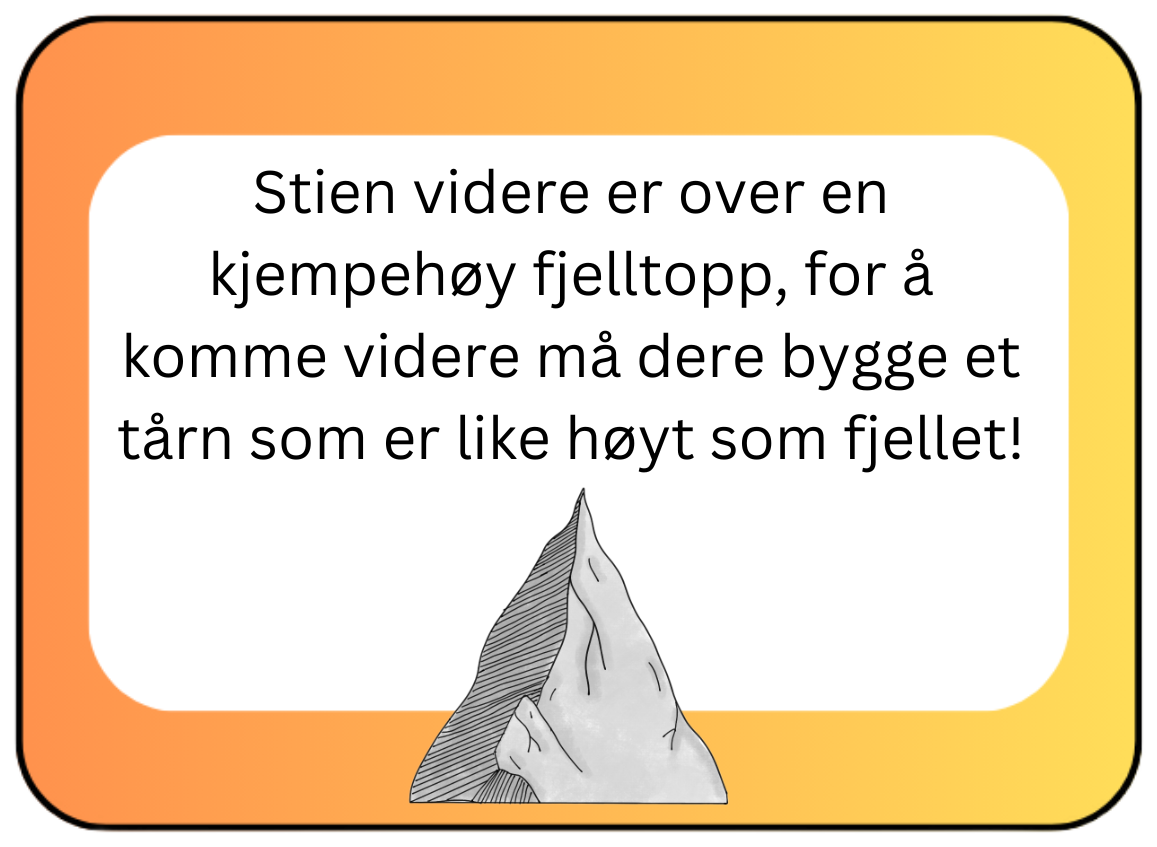 Stien videre er over en
kjempehøy fjelltopp, for å
komme videre må dere bygge et
tårn som er like høyt som fjellet!